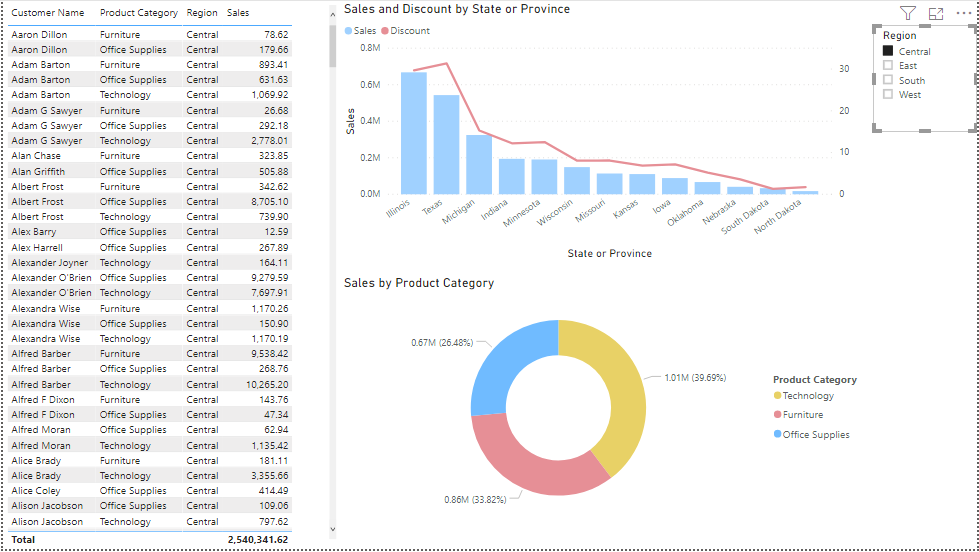 Customer Name Product Category Region Sales
Aaron Dillon Furniture Central 78.62
Aaron Dillon Office Supplies Central 179.66
Adam Barton Furniture Central 893.41
Adam Barton Office Supplies Central 631.63
Adam Barton Technology Central 1,069.92
Adam G Sawyer Furniture Central 26.68
Adam G Sawyer Office Supplies Central 292.18
Adam G Sawyer Technology Central 2,778.01
Alan Chase Furniture Central 323.85
Alan Griffith Office Supplies Central 505.88
Albert Frost Furniture Central 342.62
Albert Frost Office Supplies Central 8,705.10
Albert Frost Technology Central 739.90
Alex Barry Office Supplies Central 12.59
Alex Harrell Office Supplies Central 267.89
Alexander Joyner Technology Central 164.11
Alexander O'Brien Office Supplies Central 9,279.59
Alexander O'Brien Technology Central 7,697.91
Alexandra Wise Furniture Central 1,170.26
Alexandra Wise Office Supplies Central 150.90
Alexandra Wise Technology Central 1,170.19
Alfred Barber Furniture Central 9,538.42
Alfred Barber Office Supplies Central 268.76
Alfred Barber Technology Central 10,265.20
Alfred F Dixon Furniture Central 143.76
Alfred F Dixon Office Supplies Central 47.34
Alfred Moran Office Supplies Central 62.94
Alfred Moran Technology Central 1,135.42
Alice Brady Furniture Central 181.11
Alice Brady Technology Central 3,355.66
Alice Coley Office Supplies Central 414.49
Alison Jacobson Office Supplies Central 109.06
Alison Jacobson Technology Central 797.62
Total 2,540,341.62
Sales and Discount by State or Province
Sales Discount
0.8M
0.6M 30
0.4M 20
0.2M 10
0.0M 0
Sales
Illinois Texas Michigan Indiana Minnesota Wisconsin Missouri Kansas Iowa Oklahoma Nebraska South Dakota North Dakota
State or Province
Region
Central
East
South
West
Sales by Product Category
0.67M (26.48%)
1.01M (39.69%)
0.86M (33.82%)
Product Category
Technology
Furniture
Office Supplies